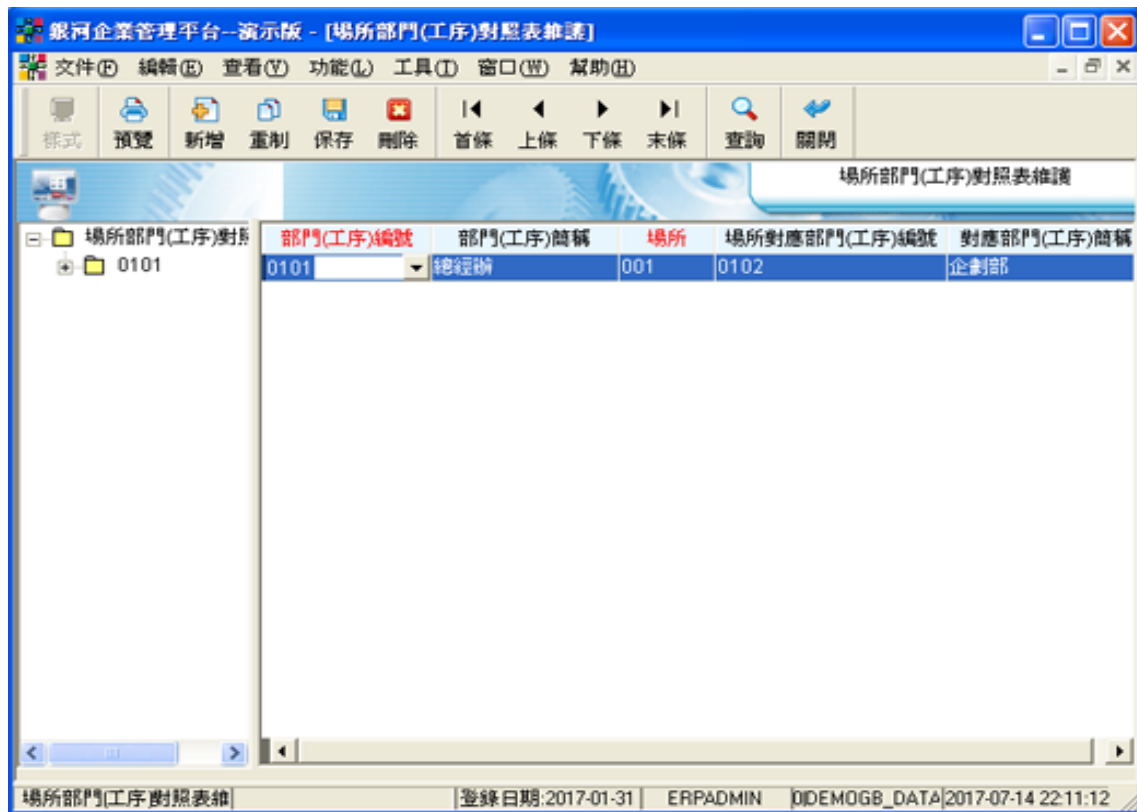 銀河企業管理平台--演示版 - [場所部門(工序)對照表維護]
文件(F) 編輯(E) 查看(V) 功能(L) 工具(T) 窗口(W) 幫助(H)
樣式 預覽 新增 重制 保存 刪除 首條 上條 下條 末條 查詢 關閉
場所部門(工序)對照表維護
場所部門(工序)對照
部門(工序)編號 部門(工序)簡稱 場所 場所對應部門(工序)編號 對應部門(工序)簡稱
0101
0101 總經辦 001 0102 企劃部
場所部門(工序)對照表維 登錄日期:2017-01-31 ERPADMIN DEMOGB_DATA 2017-07-14 22:11:12